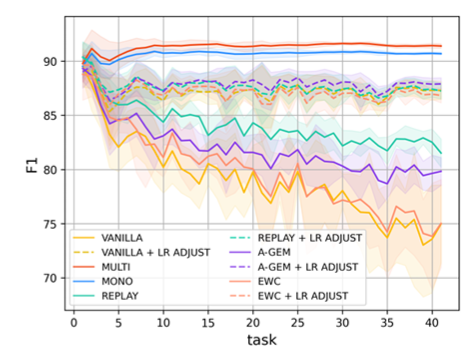 F1
90
85
80
75
70
VANILLA
VANILLA + LR ADJUST
MULTI
MONO
REPLAY
REPLAY + LR ADJUST
A-GEM
A-GEM + LR ADJUST
EWC
EWC + LR ADJUST
0 5 10 15 20 25 30 35 40
task